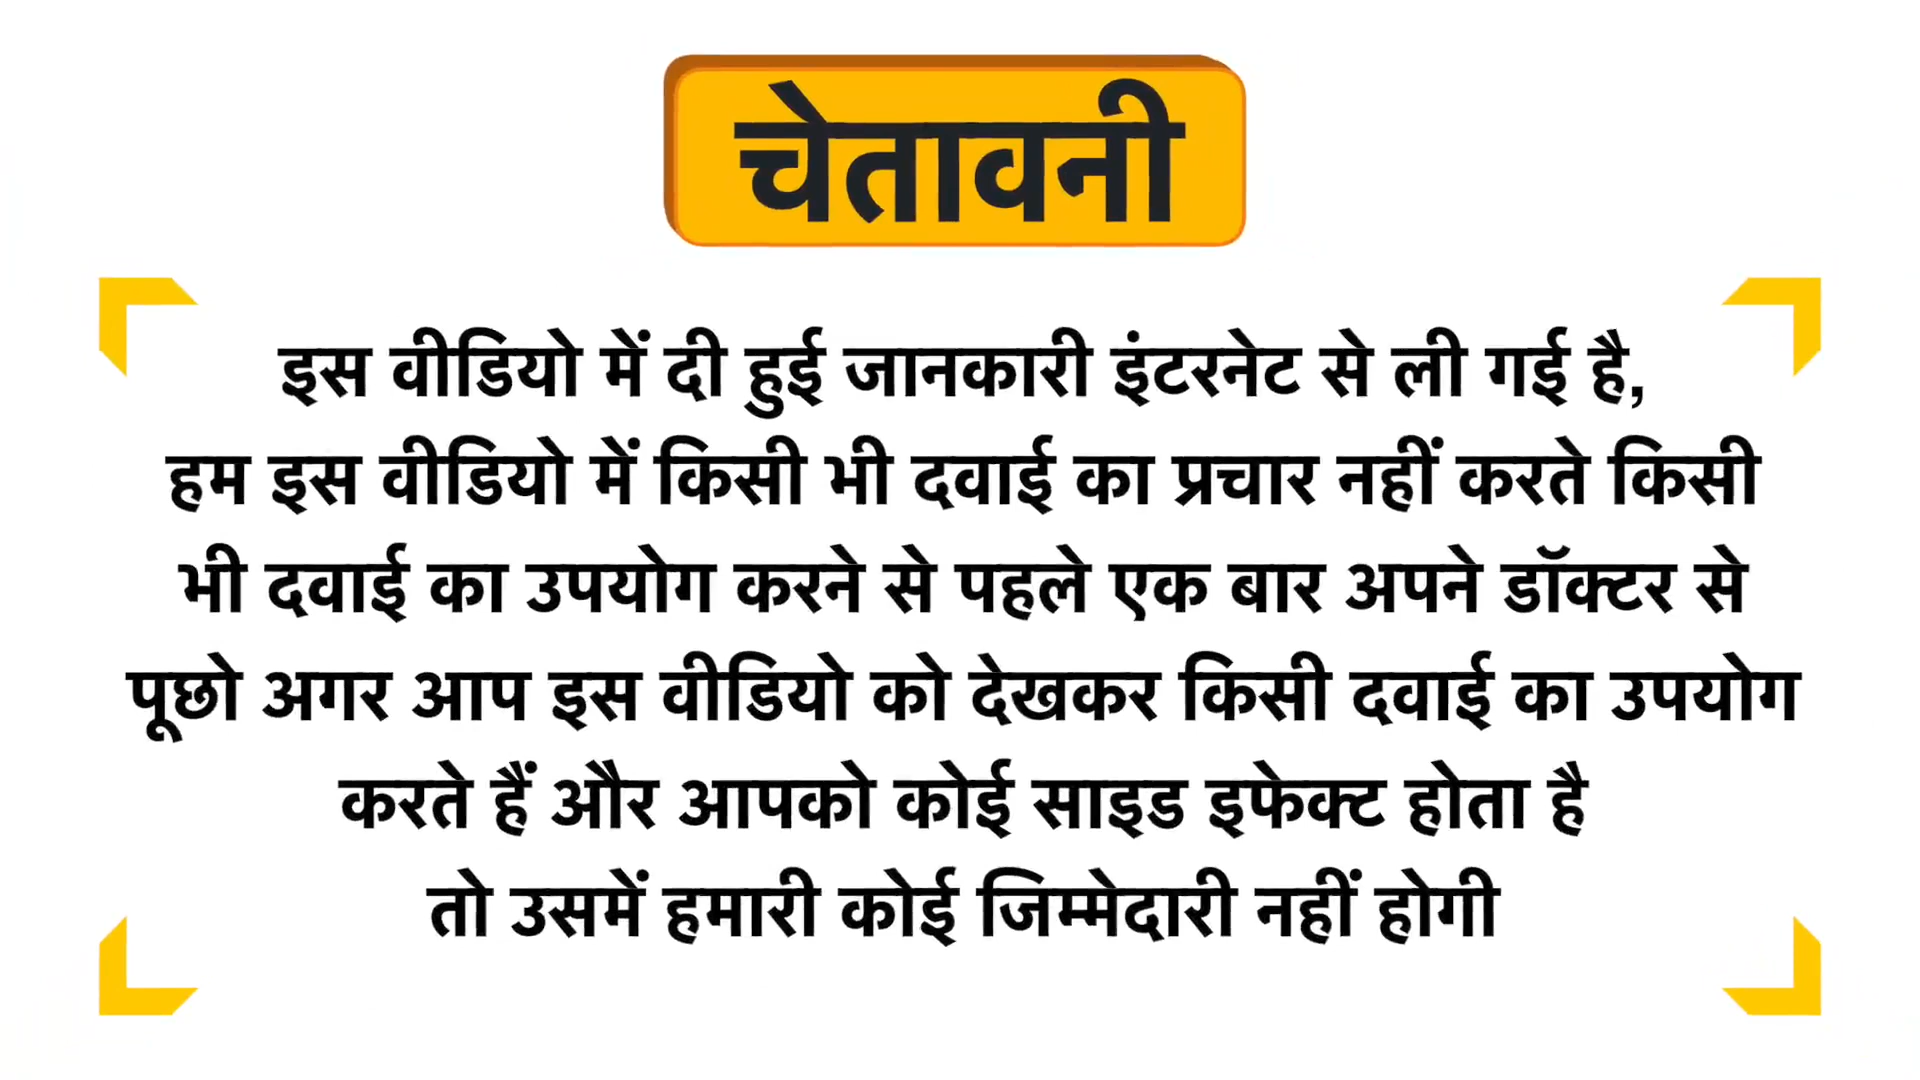 चेतावनी
इस वीडियो में दी हुई जानकारी इंटरनेट से ली गई है,
हम इस वीडियो में किसी भी दवाई का प्रचार नहीं करते किसी
भी दवाई का उपयोग करने से पहले एक बार अपने डॉक्टर से
पूछो अगर आप इस वीडियो को देखकर किसी दवाई का उपयोग
करते हैं और आपको कोई साइड इफेक्ट होता है
तो उसमें हमारी कोई जिम्मेदारी नहीं होगी